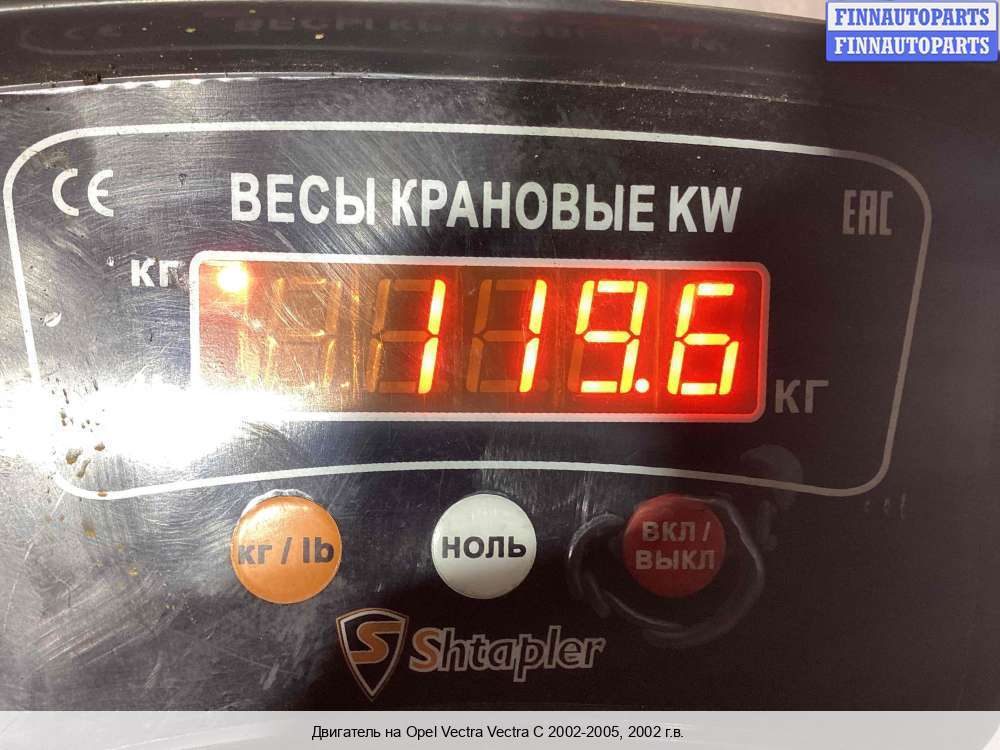 FINNAUTOPARTS
FINNAUTOPARTS
CE ВЕСЫ КРАНОВЫЕ KW EAC
кг
119.6
КГ
кг / lb НОЛЬ ВКЛ /
ВЫКЛ
S Shtapler
Двигатель на Opel Vectra Vectra C 2002-2005, 2002 г.в.